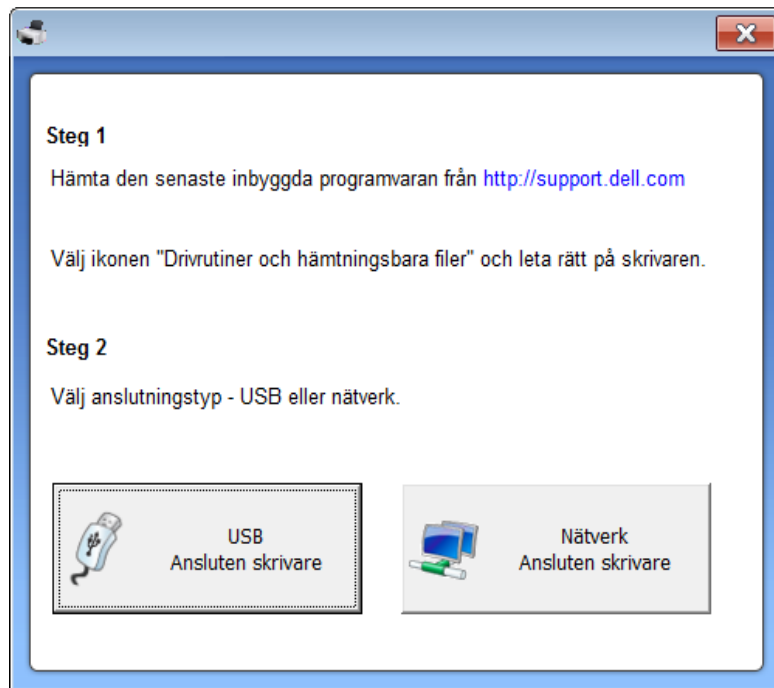 Steg 1
Hämta den senaste inbyggda programvaran från http://support.dell.com
Välj ikonen "Drivrutiner och hämtningsbara filer" och leta rätt på skrivaren.
Steg 2
Välj anslutningstyp - USB eller nätverk.
USB
Ansluten skrivare
Nätverk
Ansluten skrivare